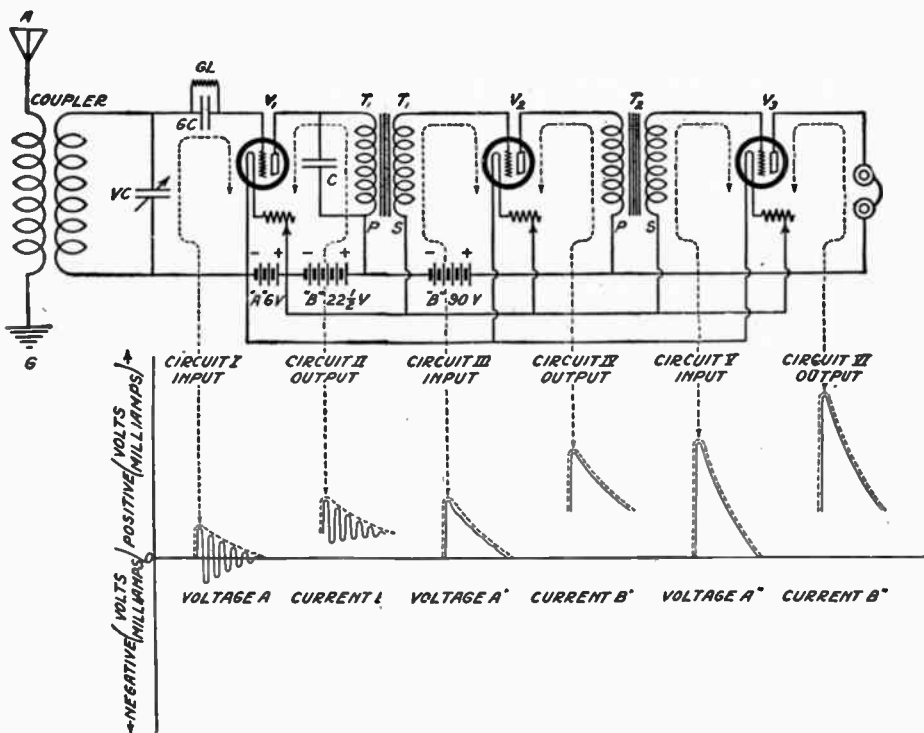 A
GL
COUPLER
V1
T1
T1
V2
T2
V3
GC
VC
C
P S
P S
- +
- +
- +
"A" 6V
"B" 22½ V
"B" 90 V
G
CIRCUIT I
INPUT
CIRCUIT II
OUTPUT
CIRCUIT III
INPUT
CIRCUIT IV
OUTPUT
CIRCUIT V
INPUT
CIRCUIT VI
OUTPUT
POSITIVE (VOLTS
MILLIAMPS)
0
NEGATIVE (VOLTS
MILLIAMPS)
VOLTAGE A
CURRENT
VOLTAGE A'
CURRENT B'
VOLTAGE A"
CURRENT B"